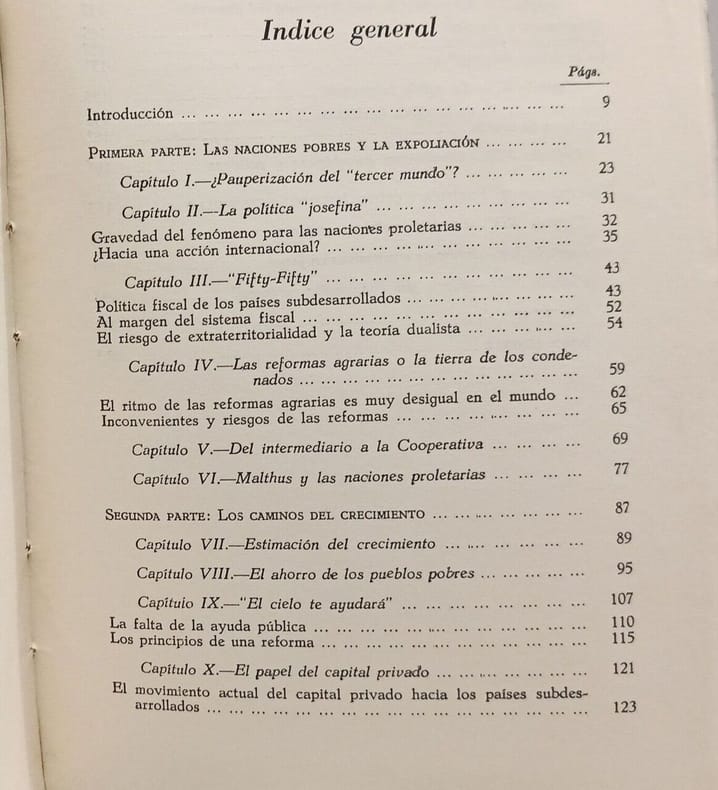 Indice general
Págs.
Introducción ... ... ... ... ... ... ... ... ... ... ... ... ... ... ... ... ... 9
PRIMERA PARTE: LAS NACIONES POBRES Y LA EXPOLIACIÓN ... ... ... ... 21
Capítulo I.—¿Pauperización del "tercer mundo"? ... ... ... ... ... 23
Capítulo II.—La política "josefina" ... ... ... ... ... ... ... ... ... 31
Gravedad del fenómeno para las naciones proletarias ... ... ... ... ... 32
¿Hacia una acción internacional? ... ... ... ... ... ... ... ... ... ... ... 35
Capítulo III.—"Fifty-Fifty" ... ... ... ... ... ... ... ... ... ... ... 43
Política fiscal de los países subdesarrollados ... ... ... ... ... ... ... ... 43
Al margen del sistema fiscal ... ... ... ... ... ... ... ... ... ... ... ... 52
El riesgo de extraterritorialidad y la teoría dualista ... ... ... ... ... 54
Capítulo IV.—Las reformas agrarias o la tierra de los conde-
nados ... ... ... ... ... ... ... ... ... ... ... ... ... 59
El ritmo de las reformas agrarias es muy desigual en el mundo ... 62
Inconvenientes y riesgos de las reformas ... ... ... ... ... ... ... ... 65
Capítulo V.—Del intermediario a la Cooperativa ... ... ... ... 69
Capítulo VI.—Malthus y las naciones proletarias ... ... ... ... 77
SEGUNDA PARTE: LOS CAMINOS DEL CRECIMIENTO ... ... ... ... ... ... ... 87
Capítulo VII.—Estimación del crecimiento ... ... ... ... ... ... 89
Capítulo VIII.—El ahorro de los pueblos pobres ... ... ... ... ... 95
Capítuio IX.—"El cielo te ayudará" ... ... ... ... ... ... ... ... 107
La falta de la ayuda pública ... ... ... ... ... ... ... ... ... ... ... ... 110
Los principios de una reforma ... ... ... ... ... ... ... ... ... ... ... 115
Capítulo X.—El papel del capital privado ... ... ... ... ... ... ... 121
El movimiento actual del capital privado hacia los países subdes-
arrollados ... ... ... ... ... ... ... ... ... ... ... ... ... ... ... ... ... 123